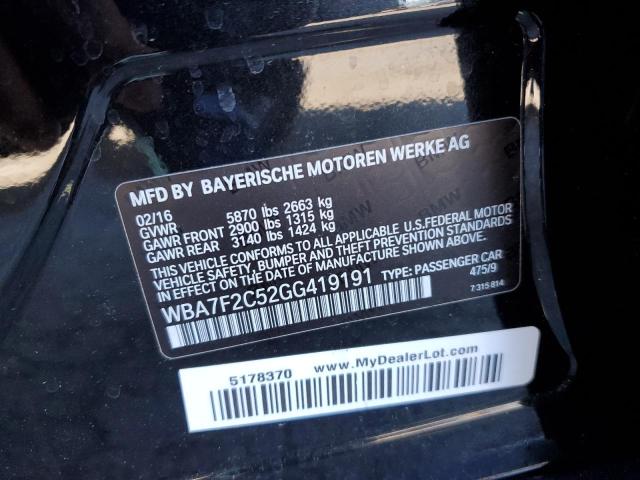 MFD BY BAYERISCHE MOTOREN WERKE AG
02/16
GVWR 5870 lbs 2663 kg
GAWR FRONT 2900 lbs 1315 kg
GAWR REAR 3140 lbs 1424 kg
THIS VEHICLE CONFORMS TO ALL APPLICABLE U.S.FEDERAL MOTOR
VEHICLE SAFETY, BUMPER, AND THEFT PREVENTION STANDARDS
IN EFFECT ON THE DATE OF MANUFACTURE SHOWN ABOVE.
WBA7F2C52GG419191 TYPE: PASSENGER CAR
475/9
7 315 814
5178370 www.MyDealerLot.com